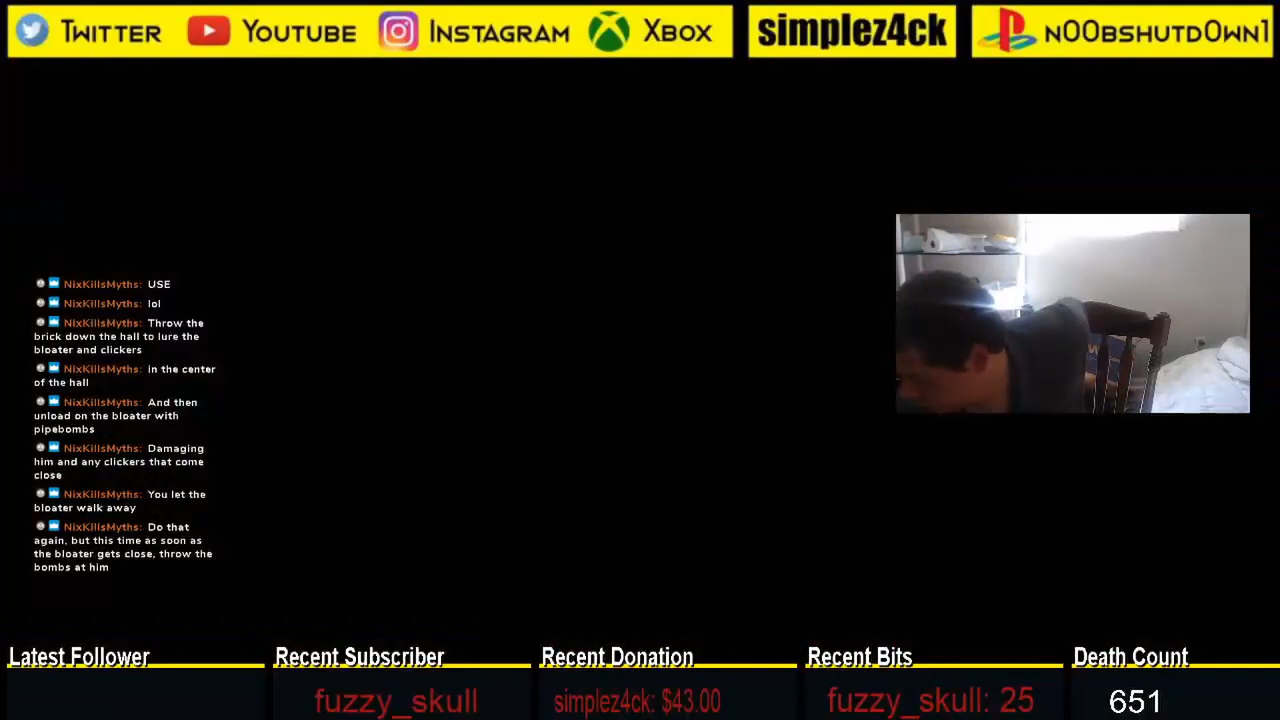 Twitter Youtube Instagram Xbox simplez4ck n00bshutd0wn1
NixKillsMyths: USE
NixKillsMyths: lol
NixKillsMyths: Throw the
brick down the hall to lure the
bloater and clickers
NixKillsMyths: in the center
of the hall
NixKillsMyths: And then
unload on the bloater with
pipebombs
NixKillsMyths: Damaging
him and any clickers that come
close
NixKillsMyths: You let the
bloater walk away
NixKillsMyths: Do that
again, but this time as soon as
the bloater gets close, throw the
bombs at him
Latest Follower
Recent Subscriber
fuzzy_skull
Recent Donation
simplez4ck: $43.00
Recent Bits
fuzzy_skull: 25
Death Count
651